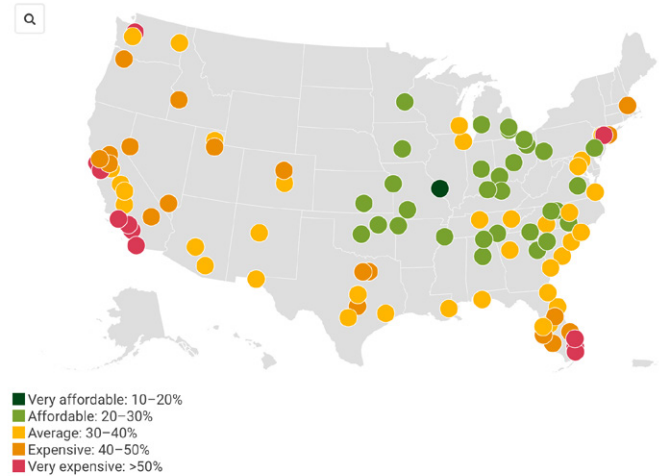 Very affordable: 10–20%
Affordable: 20–30%
Average: 30–40%
Expensive: 40–50%
Very expensive: >50%